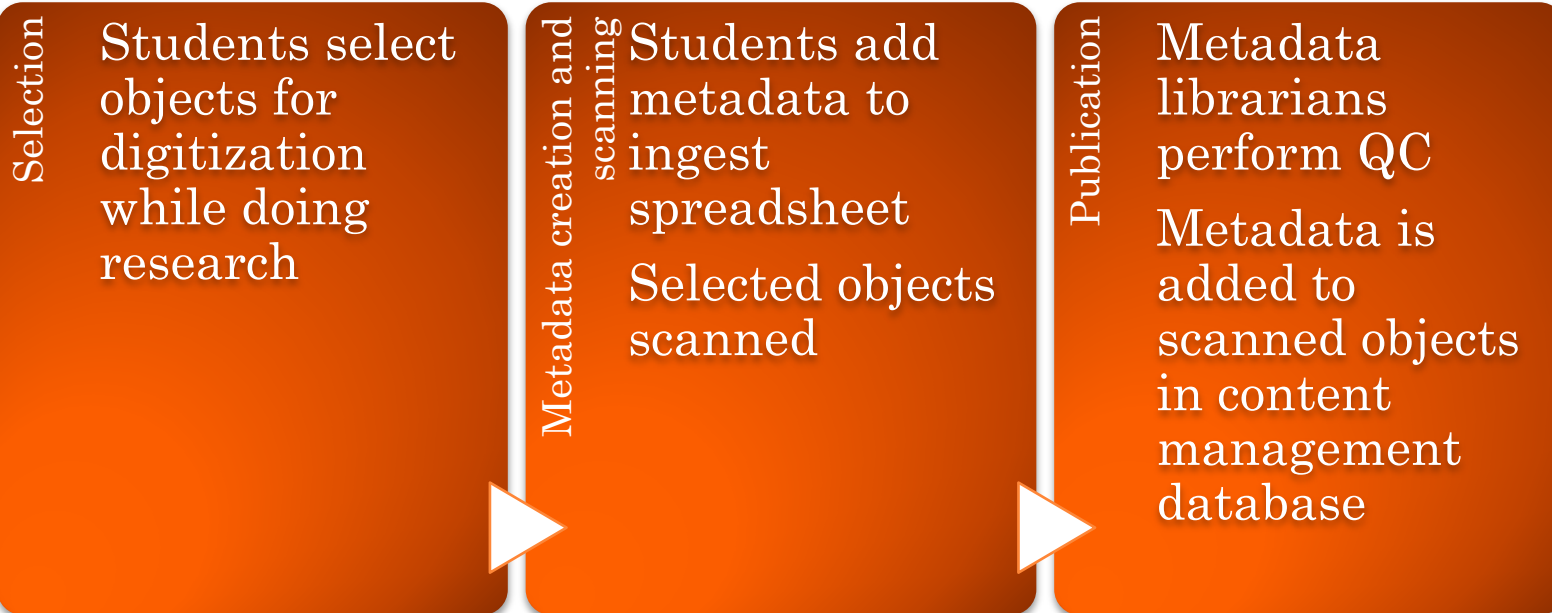 Selection
Students select
objects for
digitization
while doing
research
Metadata creation and
scanning
Students add
metadata to
ingest
spreadsheet
Selected objects
scanned
Publication
Metadata
librarians
perform QC
Metadata is
added to
scanned objects
in content
management
database